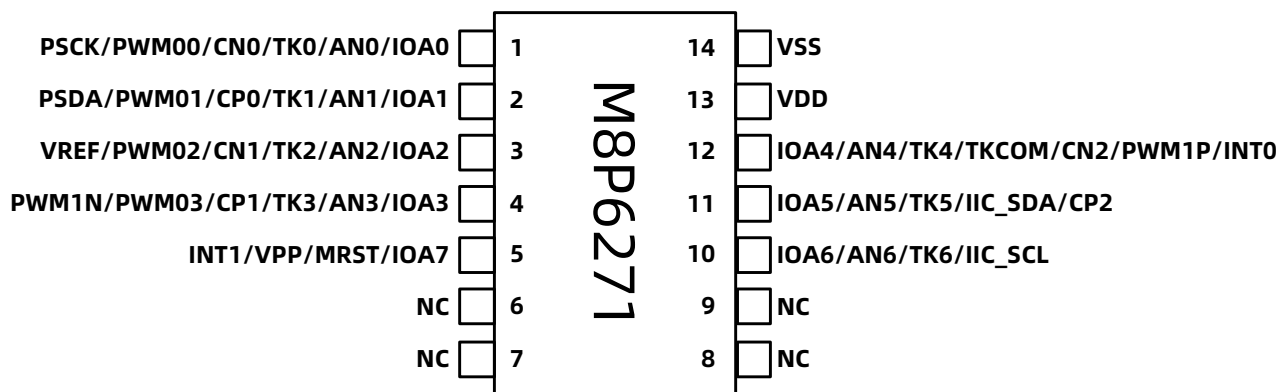 PSCK/PWM00/CN0/TK0/AN0/IOA0 1 14 VSS
PSDA/PWM01/CP0/TK1/AN1/IOA1 2 13 VDD
VREF/PWM02/CN1/TK2/AN2/IOA2 3 12 IOA4/AN4/TK4/TKCOM/CN2/PWM1P/INT0
PWM1N/PWM03/CP1/TK3/AN3/IOA3 4 11 IOA5/AN5/TK5/IIC_SDA/CP2
INT1/VPP/MRST/IOA7 5 10 IOA6/AN6/TK6/IIC_SCL
NC 6 9 NC
NC 7 8 NC
M8P6271